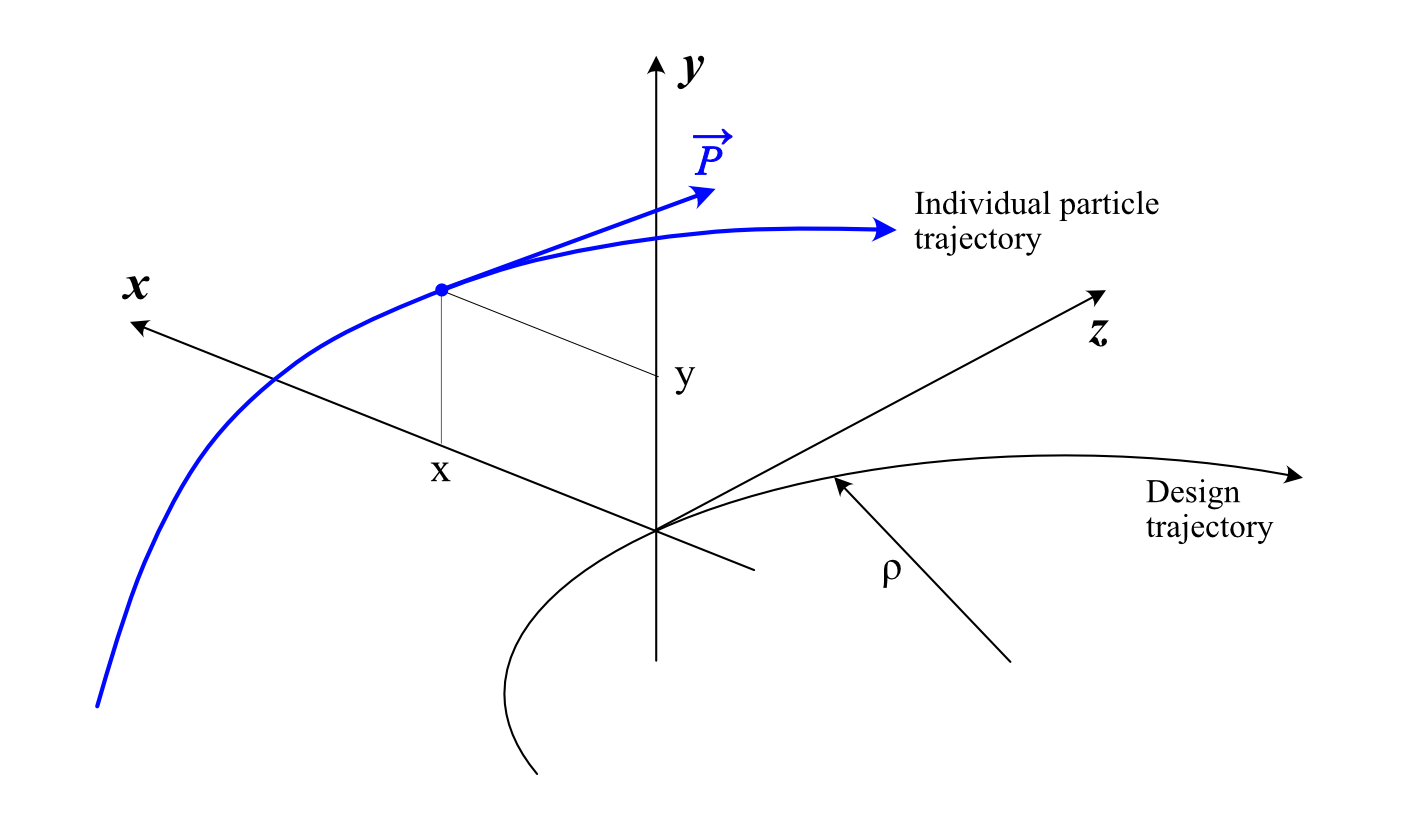 y
P
Individual particle
trajectory
x
z
y
x
Design
trajectory
ρ